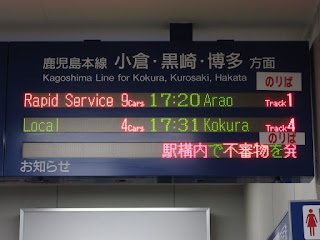 鹿児島本線 小倉・黒崎・博多 方面
Kagoshima Line for Kokura, Kurosaki, Hakata
のりば
Rapid Service 9Cars 17:20 Arao Track1
Local 4Cars 17:31 Kokura Track4
のりば
駅構内で不審物を発
お知らせ